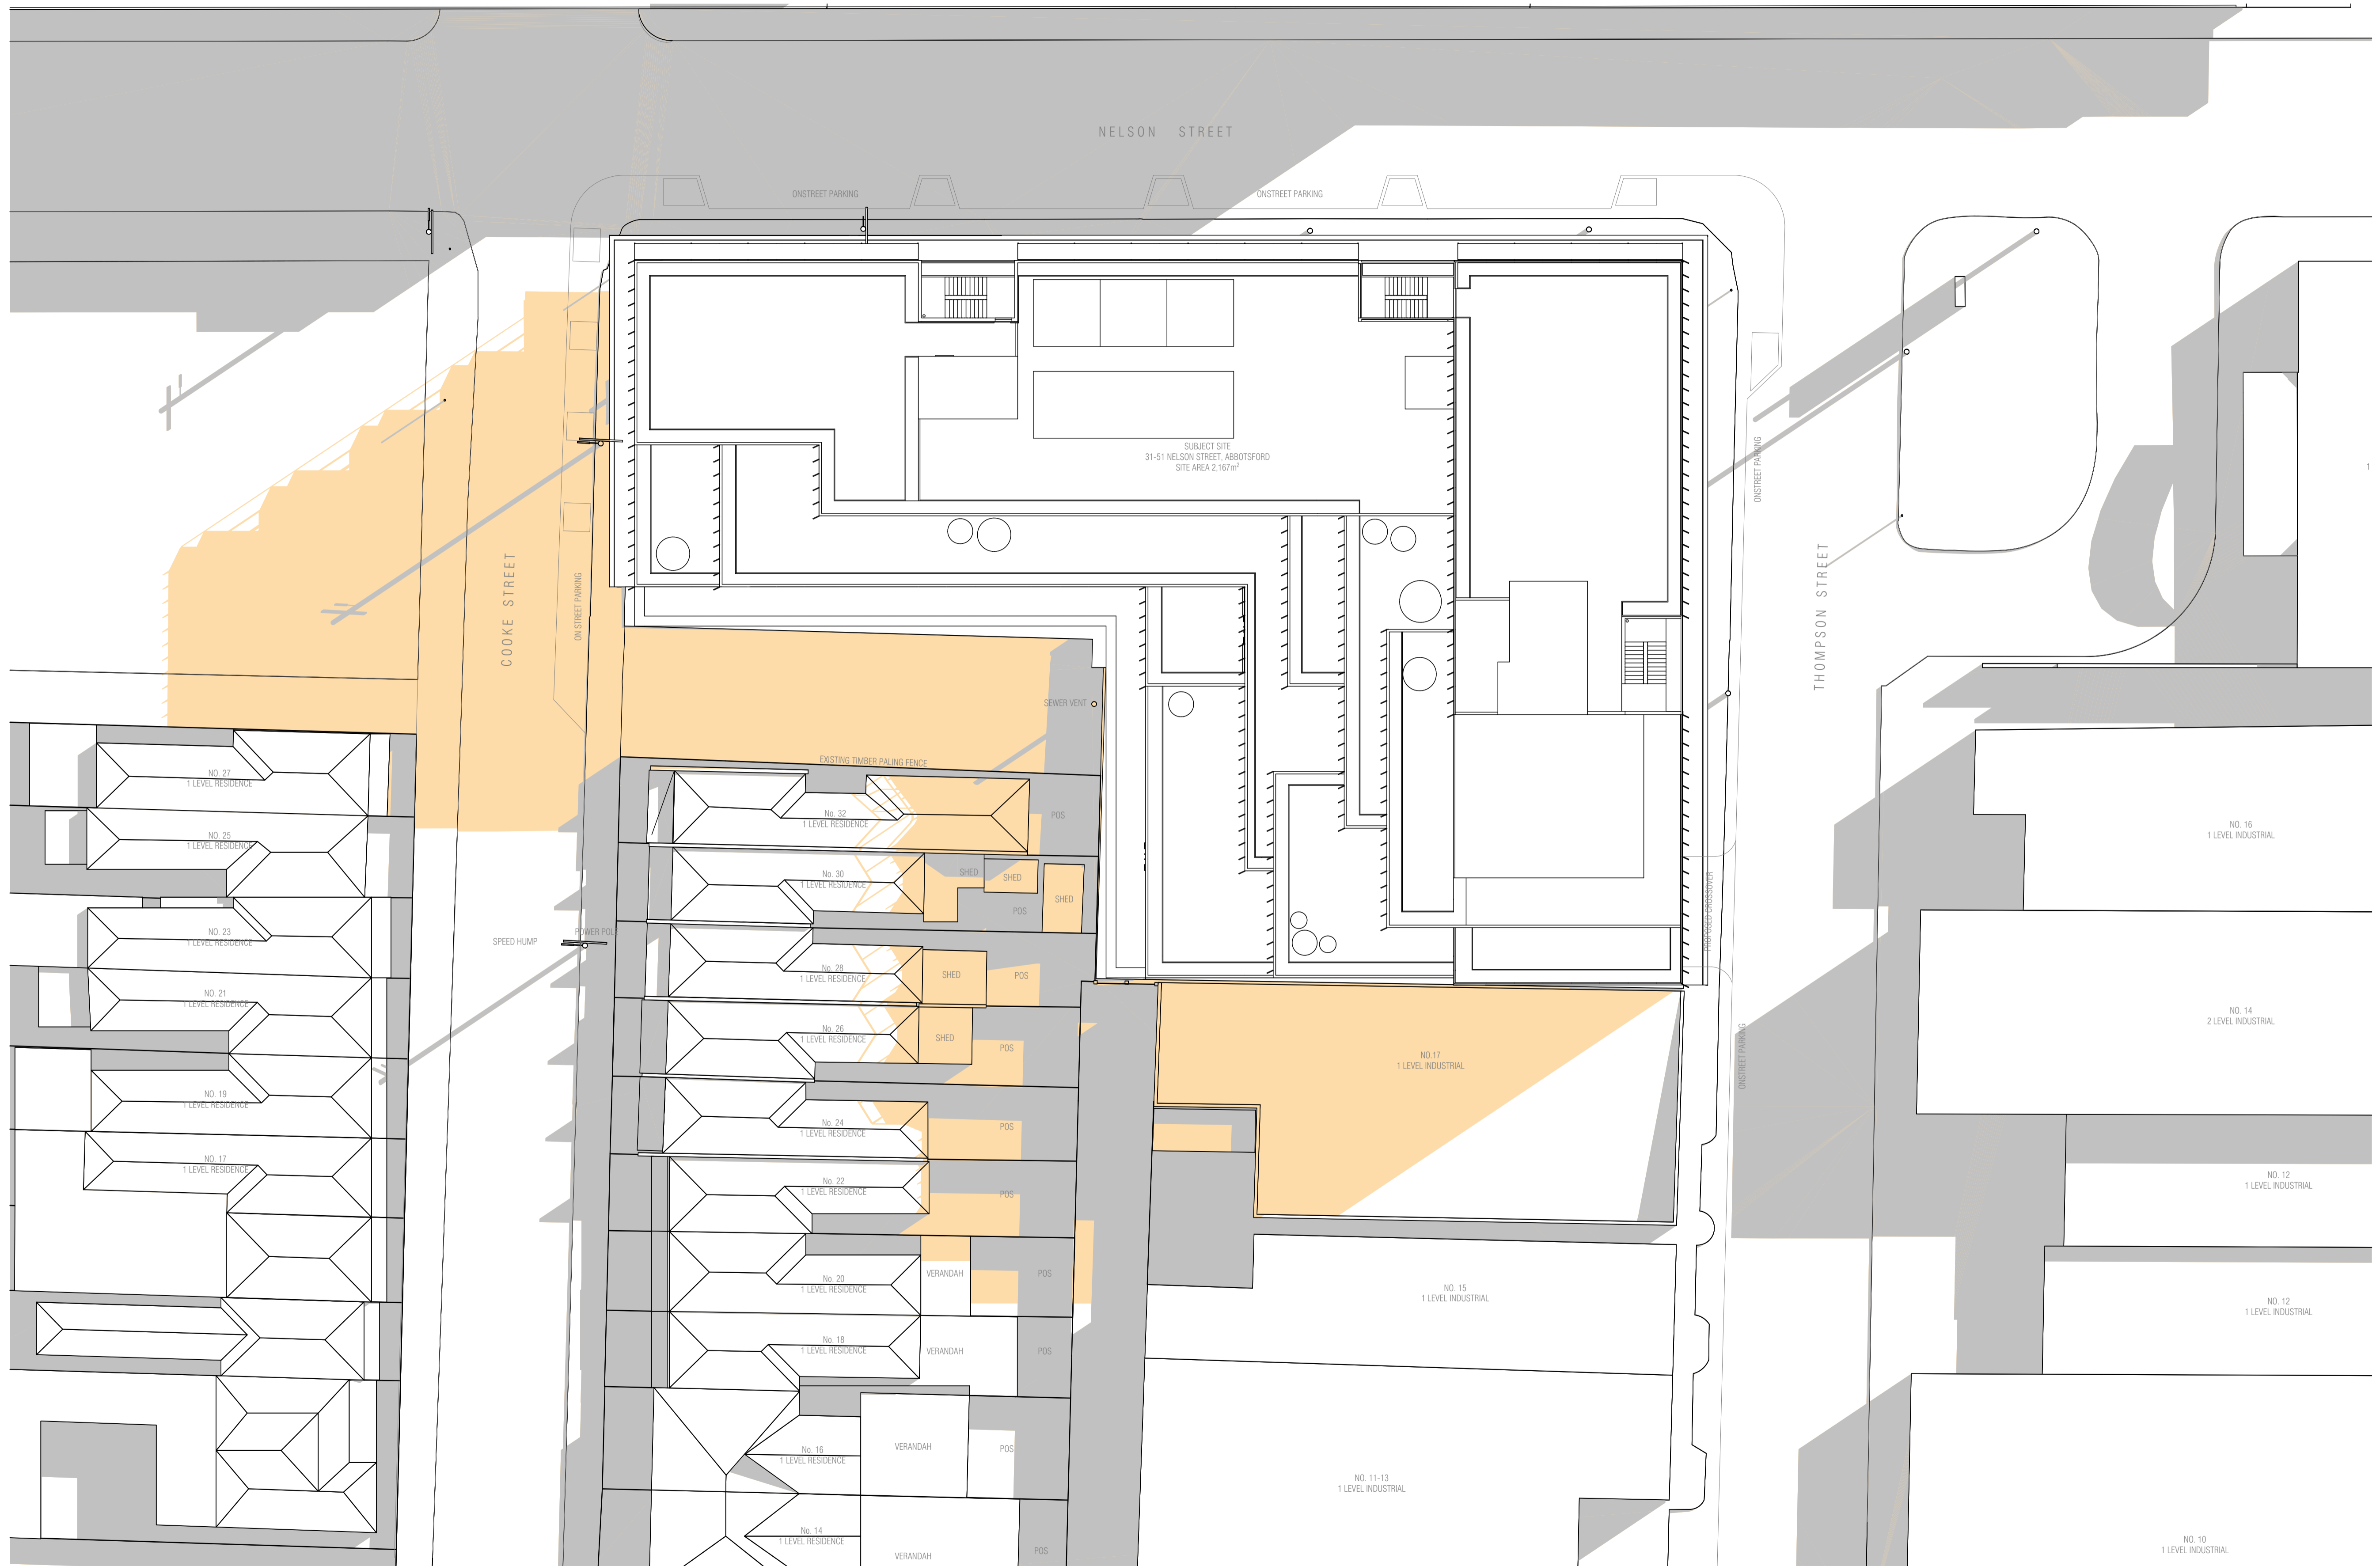 NELSON STREET
ONSTREET PARKING
ONSTREET PARKING
SUBJECT SITE
31-51 NELSON STREET, ABBOTSFORD
SITE AREA 2,167m²
ONSTREET PARKING
1
COOKE STREET
ON STREET PARKING
THOMPSON STREET
SEWER VENT
EXISTING TIMBER PALING FENCE
NO. 27
1 LEVEL RESIDENCE
No. 32
1 LEVEL RESIDENCE
POS
NO. 25
1 LEVEL RESIDENCE
NO. 16
1 LEVEL INDUSTRIAL
No. 30
1 LEVEL RESIDENCE
SHED
SHED
SHED
POS
PROPOSED CROSSOVER
NO. 23
1 LEVEL RESIDENCE
SPEED HUMP
POWER POL
No. 28
1 LEVEL RESIDENCE
SHED
POS
NO. 21
1 LEVEL RESIDENCE
NO. 14
2 LEVEL INDUSTRIAL
No. 26
1 LEVEL RESIDENCE
SHED
POS
NO.17
1 LEVEL INDUSTRIAL
ONSTREET PARKING
NO. 19
1 LEVEL RESIDENCE
No. 24
1 LEVEL RESIDENCE
POS
NO. 17
1 LEVEL RESIDENCE
No. 22
1 LEVEL RESIDENCE
POS
NO. 12
1 LEVEL INDUSTRIAL
No. 20
1 LEVEL RESIDENCE
VERANDAH
POS
NO. 15
1 LEVEL INDUSTRIAL
NO. 12
1 LEVEL INDUSTRIAL
No. 18
1 LEVEL RESIDENCE
VERANDAH
POS
No. 16
1 LEVEL RESIDENCE
VERANDAH
POS
NO. 11-13
1 LEVEL INDUSTRIAL
No. 14
1 LEVEL RESIDENCE
VERANDAH
POS
NO. 10
1 LEVEL INDUSTRIAL